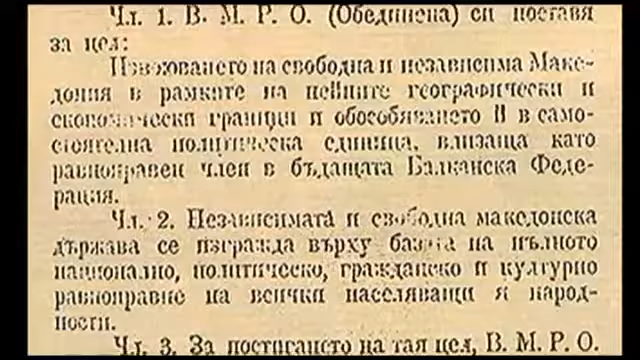 Чл. 1. В. М. Р. О. (Обединена) си поставя
за цел:
Извоюването на свободна и независима Маке-
дония в рамките на нейните географически и
економически граници и обособяването ѝ в само-
стоятелна политическа единица, влизаща като
равноправен член в бъдащата Балканска Феде-
рация.
Чл. 2. Независимата и свободна македонска
държава се изгражда върху базата на пълното
национално, политическо, гражданско и културно
равноправие на всички населяващи я народ-
ности.
Чл. 3. За постигането на тая цел, В. М. Р. О.